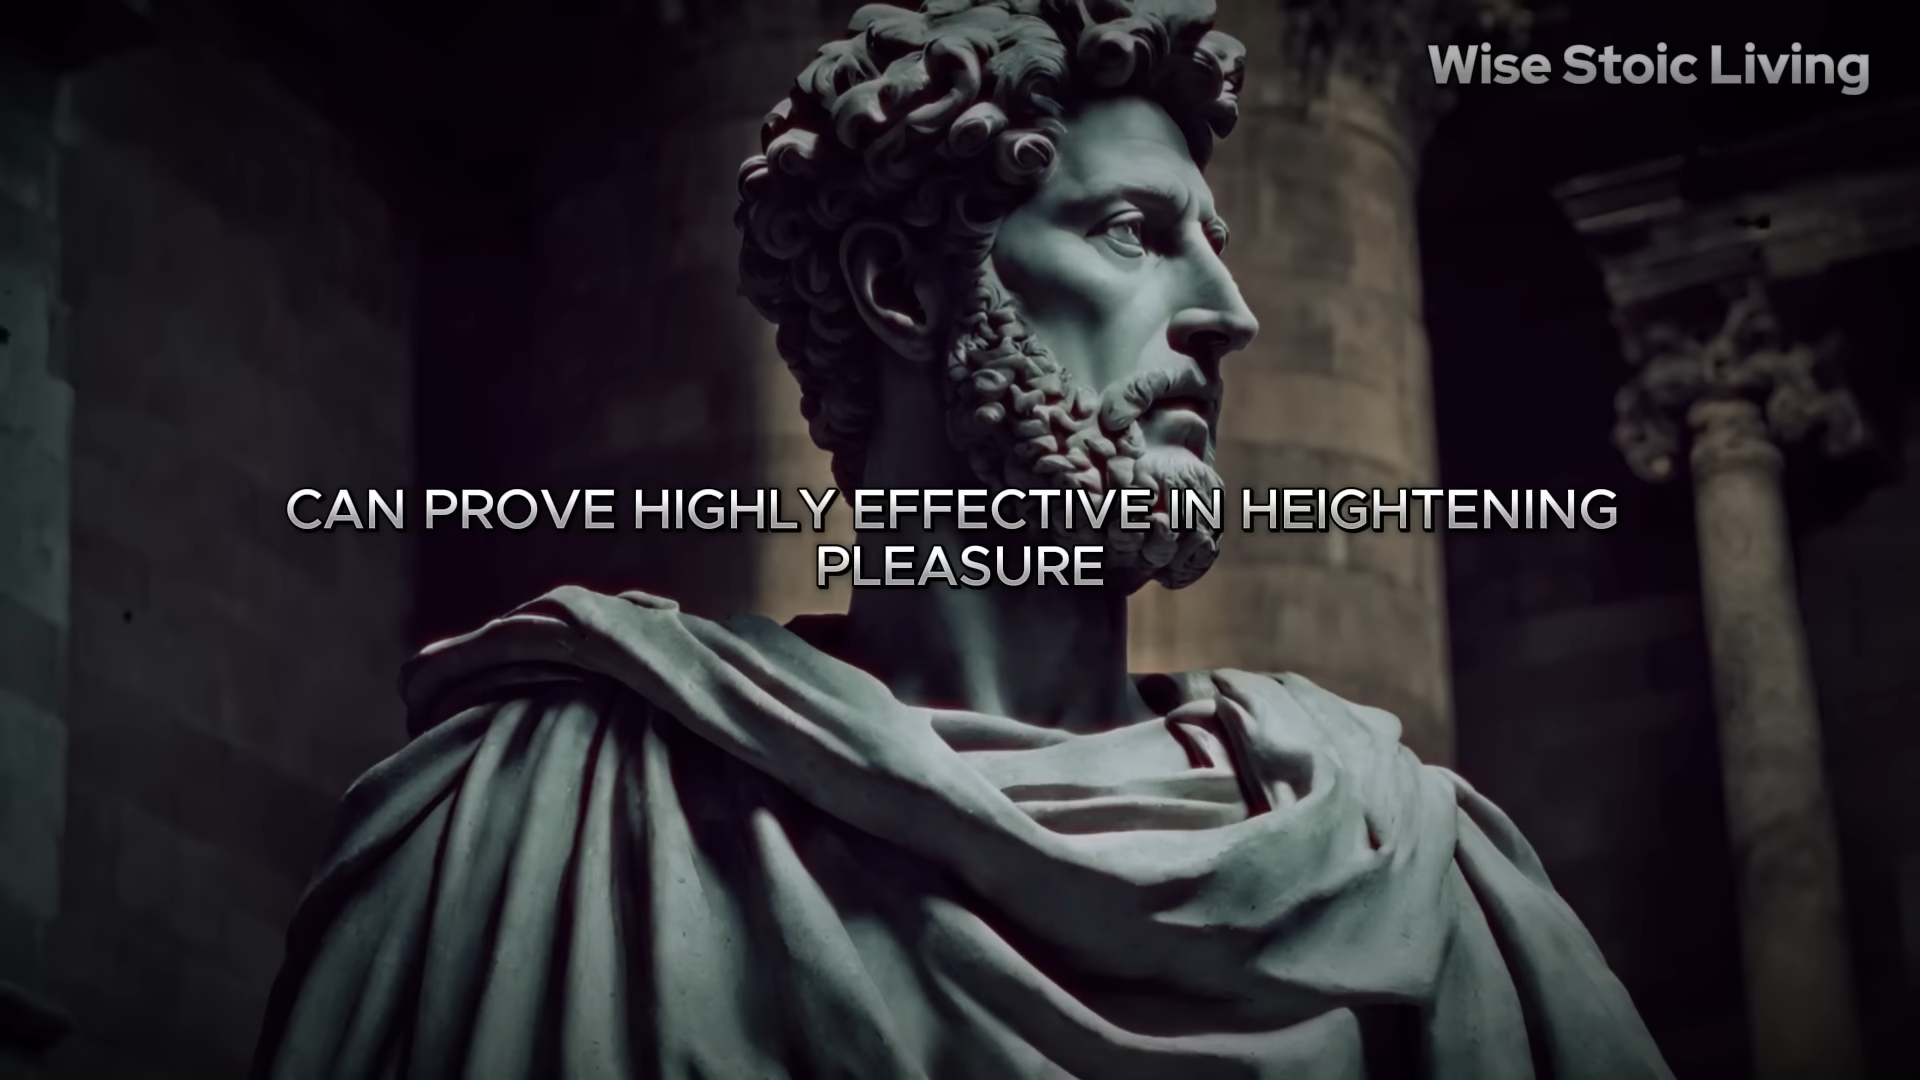 Wise Stoic Living
CAN PROVE HIGHLY EFFECTIVE IN HEIGHTENING
PLEASURE